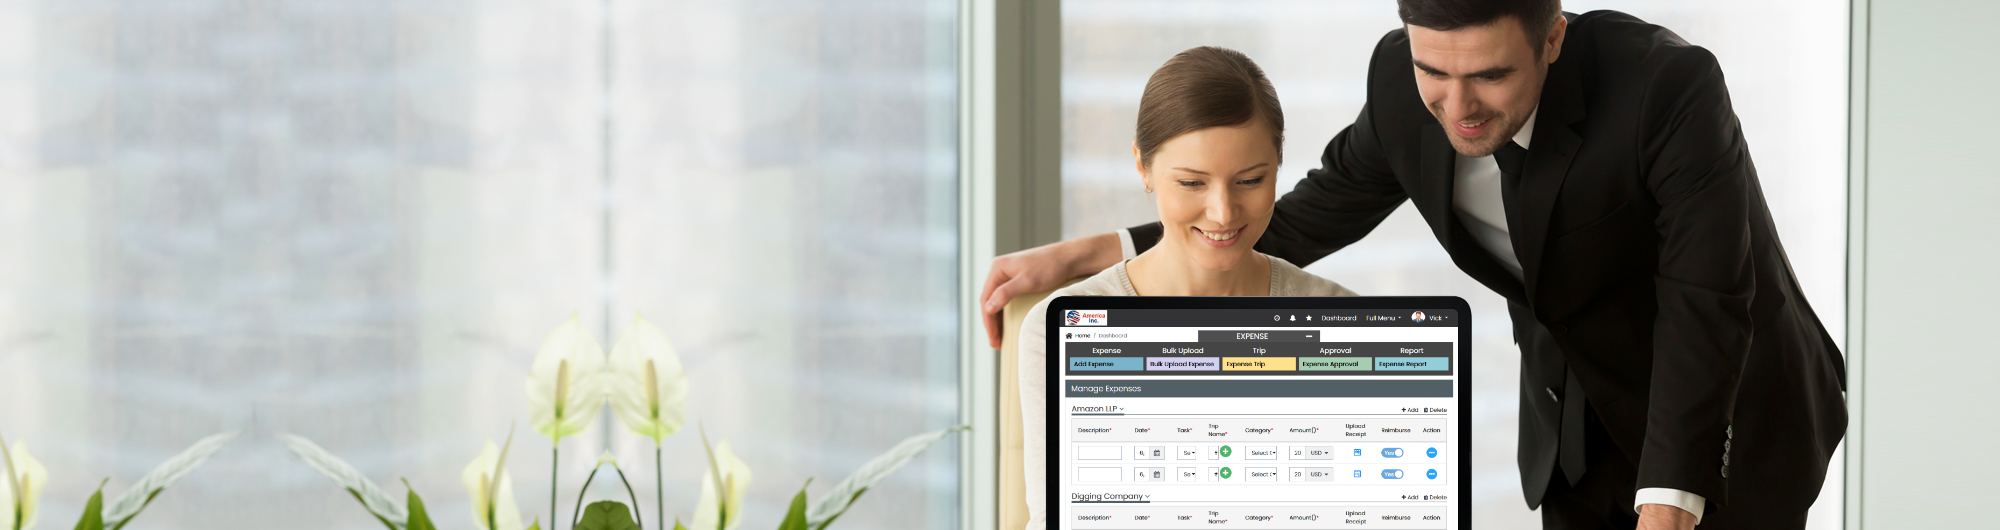 America
Inc.
Dashboard Full Menu Vick
Home / Dashboard
EXPENSE
Expense Bulk Upload Trip Approval Report
Add Expense Bulk Upload Expense Expense Trip Expense Approval Expense Report
Manage Expenses
Amazon LLP
+ Add Delete
Description* Date* Task* Trip Name* Category* Amount()* Upload Receipt Reimburse Action
6, Se Select ( 20 USD Yes
6, Se Select ( 20 USD Yes
Digging Company
+ Add Delete
Description* Date* Task* Trip Name* Category* Amount()* Upload Receipt Reimburse Action